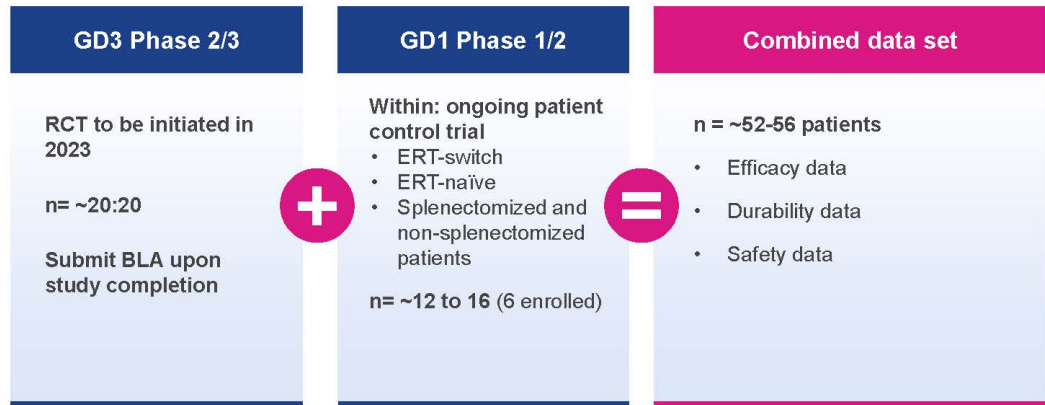 GD3 Phase 2/3
RCT to be initiated in
2023
n= ~20:20
Submit BLA upon
study completion
+
GD1 Phase 1/2
Within: ongoing patient
control trial
• ERT-switch
• ERT-naïve
• Splenectomized and
non-splenectomized
patients
n= ~12 to 16 (6 enrolled)
=
Combined data set
n = ~52-56 patients
• Efficacy data
• Durability data
• Safety data